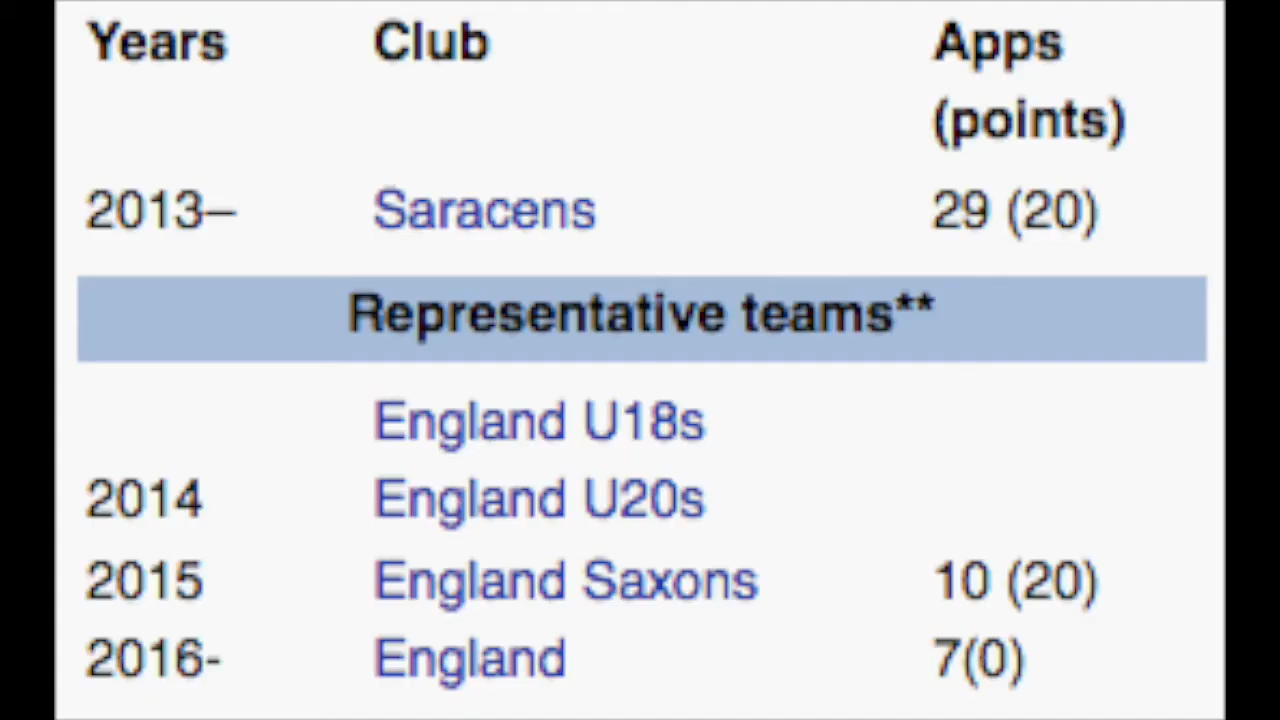 Years Club Apps
(points)
2013– Saracens 29 (20)
Representative teams**
England U18s
2014 England U20s
2015 England Saxons 10 (20)
2016- England 7(0)